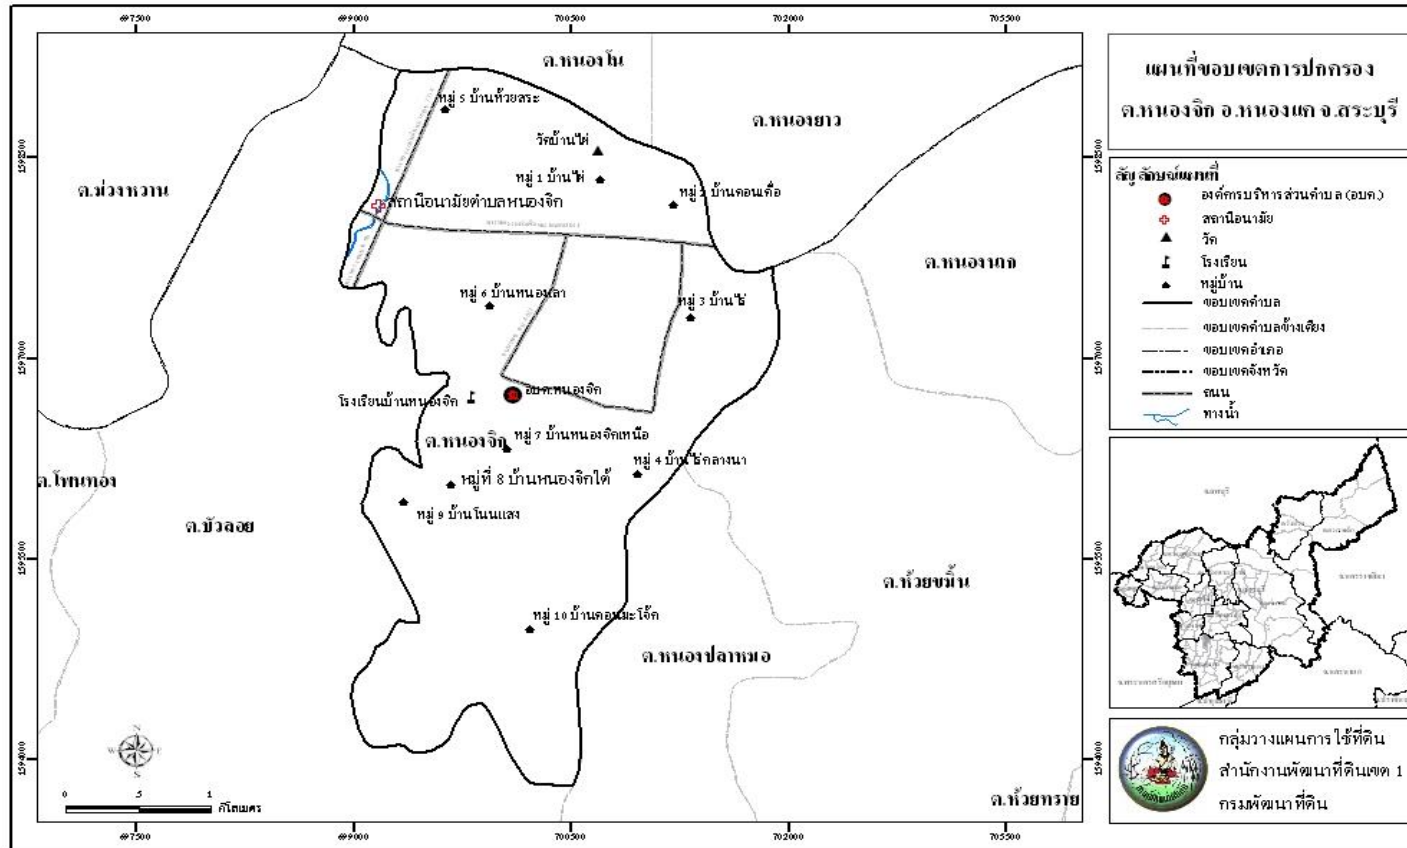 697500 699000 700500 702000 703500
แผนที่ขอบเขตการปกครอง
ต.หนองจิก อ.หนองแค จ.สระบุรี
ต.หนองโน
ต.หนองยาว
หมู่ 5 บ้านห้วยสระ
วัดบ้านไผ่
หมู่ 1 บ้านไผ่
ต.ม่วงหวาน
หมู่ 2 บ้านดอนเดื่อ
สถานีอนามัยตำบลหนองจิก
1598500 1598500
ต.หนองนาก
หมู่ 6 บ้านหนองเลา
หมู่ 3 บ้านไร่
1597000 1597000
อบต.หนองจิก
โรงเรียนบ้านหนองจิก
ต.หนองจิก
หมู่ 7 บ้านหนองจิกเหนือ
หมู่ 4 บ้านไร่กลางนา
หมู่ที่ 8 บ้านหนองจิกใต้
ต.โพนทอง
หมู่ 9 บ้านโนนแสง
ต.บัวลอย
1595500 1595500
ต.ห้วยขมิ้น
หมู่ 10 บ้านดอนมะโจ้ค
ต.หนองปลาหมอ
1594000 1594000
ต.ห้วยทราย
N
W E
S
0 .5 1
กิโลเมตร
697500 699000 700500 702000 703500
สัญลักษณ์แผนที่
องค์การบริหารส่วนตำบล (อบต.)
สถานีอนามัย
วัด
โรงเรียน
หมู่บ้าน
ขอบเขตตำบล
ขอบเขตตำบลข้างเคียง
ขอบเขตอำเภอ
ขอบเขตจังหวัด
ถนน
ทางน้ำ
กลุ่มวางแผนการใช้ที่ดิน
สำนักงานพัฒนาที่ดินเขต 1
กรมพัฒนาที่ดิน